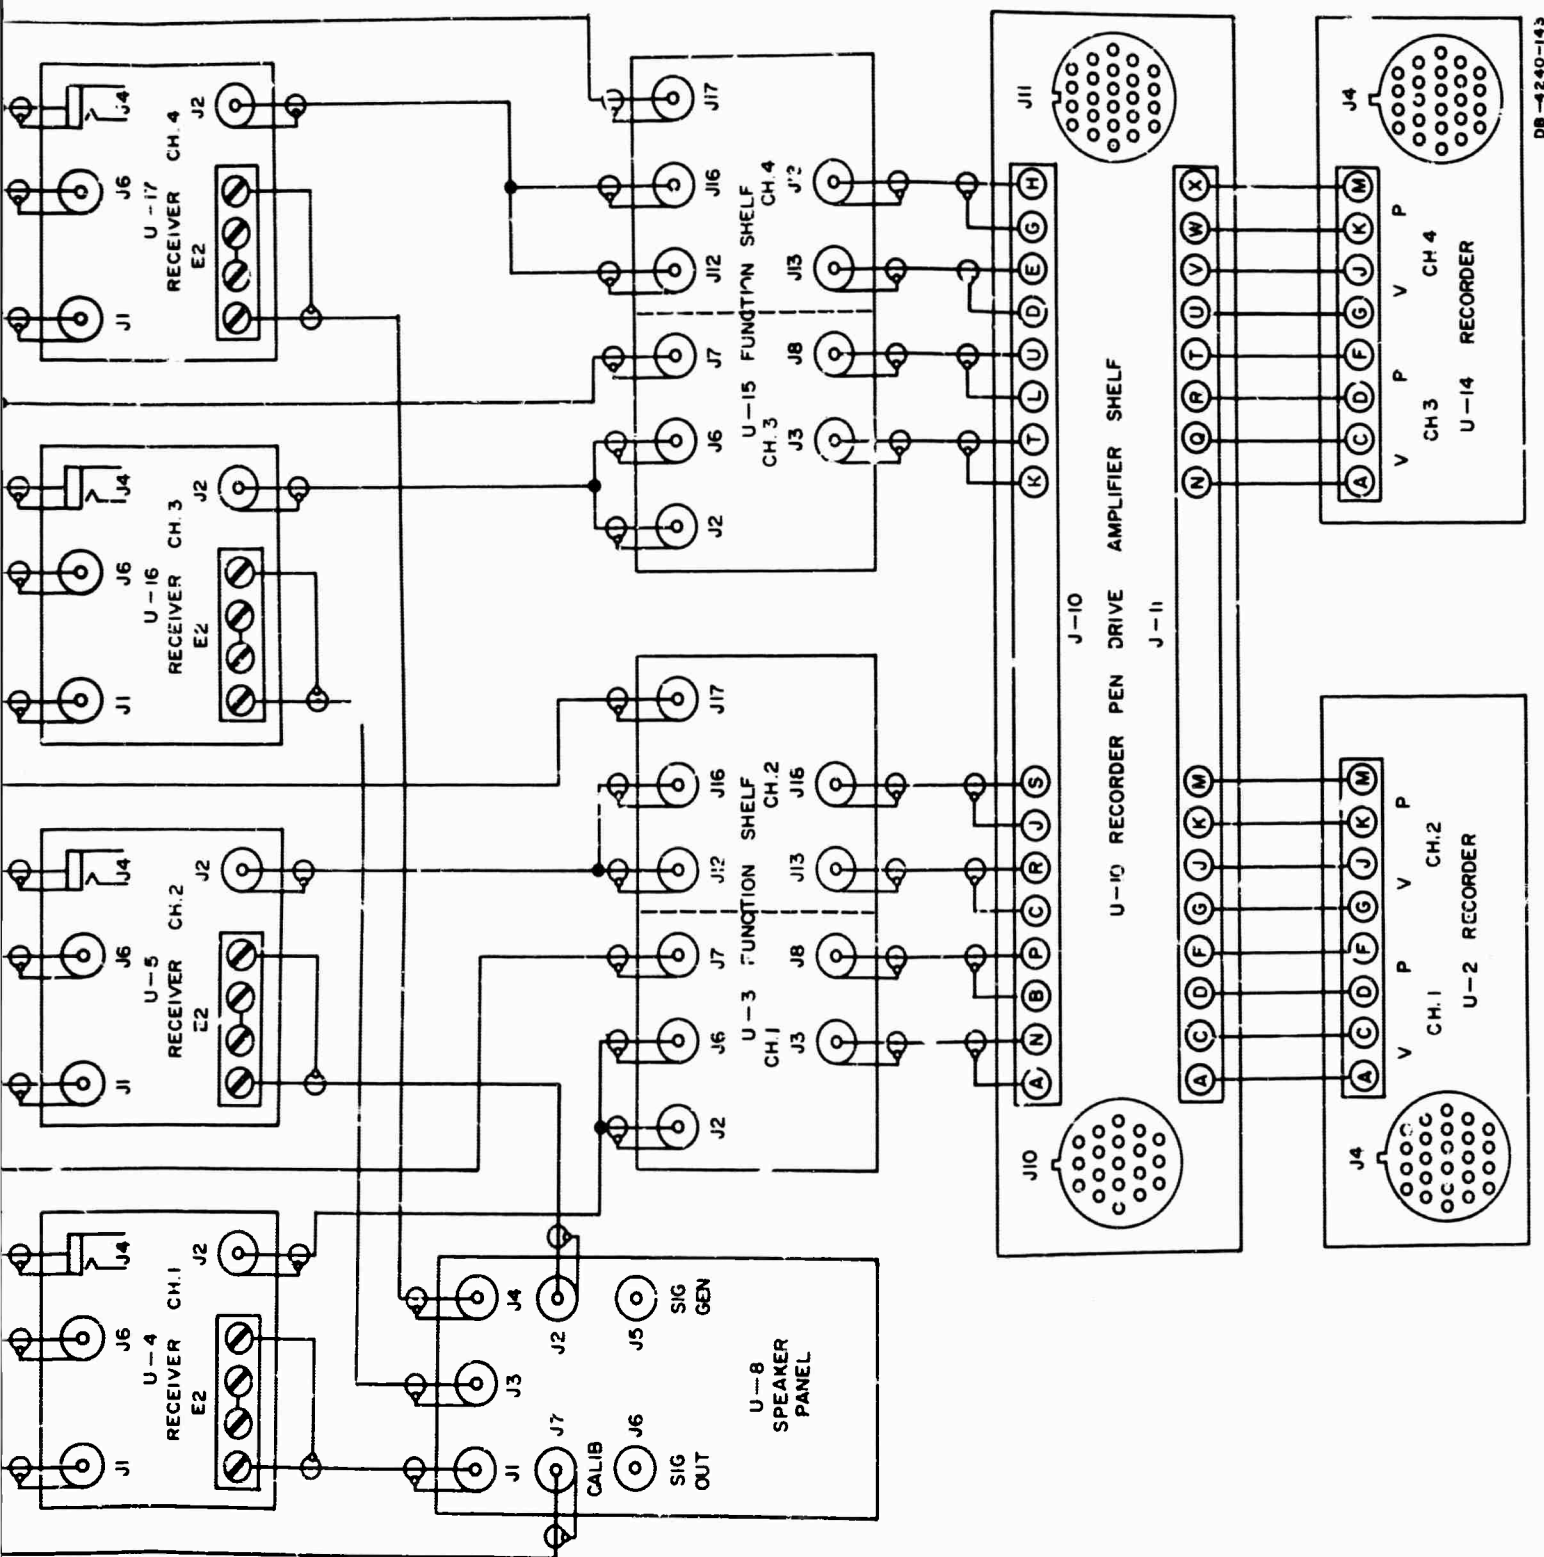 J1
J6
J4
U-4
RECEIVER CH.1
E2
J2
J1
J6
J4
U-5
RECEIVER CH.2
E2
J2
J1
J6
J4
U-16
RECEIVER CH.3
E2
J2
J1
J6
J4
U-17
RECEIVER CH.4
E2
J2
J1
J3
J4
J7
J2
CALIB
J6
J5
SIG
OUT
SIG
GEN
U-8
SPEAKER
PANEL
J2
J6
J7
J12
J16
J17
U-3 FUNCTION SHELF
CH.1
CH.2
J3
J8
J13
J16
J2
J6
J7
J12
J16
J17
U-15 FUNCTION SHELF
CH.3
CH.4
J3
J8
J13
J12
J10
J11
A N B P C R J S K T L U D E G H
J-10
U-10 RECORDER PEN DRIVE AMPLIFIER SHELF
J-11
A C D F G J K M N Q R T U V W X
J4
A C D F G J K M
V P V P
CH.1 CH.2
U-2 RECORDER
A C D F G J K M
V P V P
CH 3 CH 4
U-14 RECORDER
J4
DB-4240-143